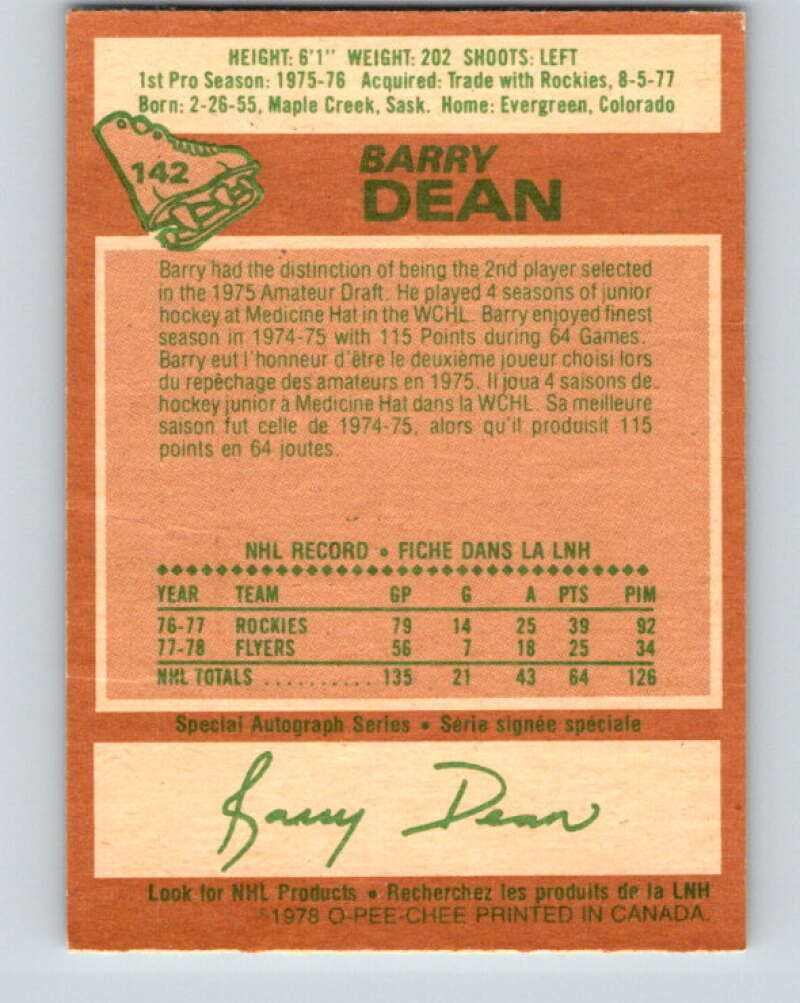 HEIGHT: 6'1" WEIGHT: 202 SHOOTS: LEFT
1st Pro Season: 1975-76 Acquired: Trade with Rockies, 8-5-77
Born: 2-26-55, Maple Creek, Sask. Home: Evergreen, Colorado
142
BARRY
DEAN
Barry had the distinction of being the 2nd player selected
in the 1975 Amateur Draft. He played 4 seasons of junior
hockey at Medicine Hat in the WCHL. Barry enjoyed finest
season in 1974-75 with 115 Points during 64 Games.
Barry eut l'honneur d'être le deuxième joueur choisi lors
du repêchage des amateurs en 1975. Il joua 4 saisons de
hockey junior à Medicine Hat dans la WCHL. Sa meilleure
saison fut celle de 1974-75, alors qu'il produisit 115
points en 64 joutes.
NHL RECORD • FICHE DANS LA LNH
YEAR TEAM GP G A PTS PIM
76-77 ROCKIES 79 14 25 39 92
77-78 FLYERS 56 7 18 25 34
NHL TOTALS .......... 135 21 43 64 126
Special Autograph Series • Série signée spéciale
Barry Dean
Look for NHL Products • Recherchez les produits de la LNH
©1978 O-PEE-CHEE PRINTED IN CANADA.